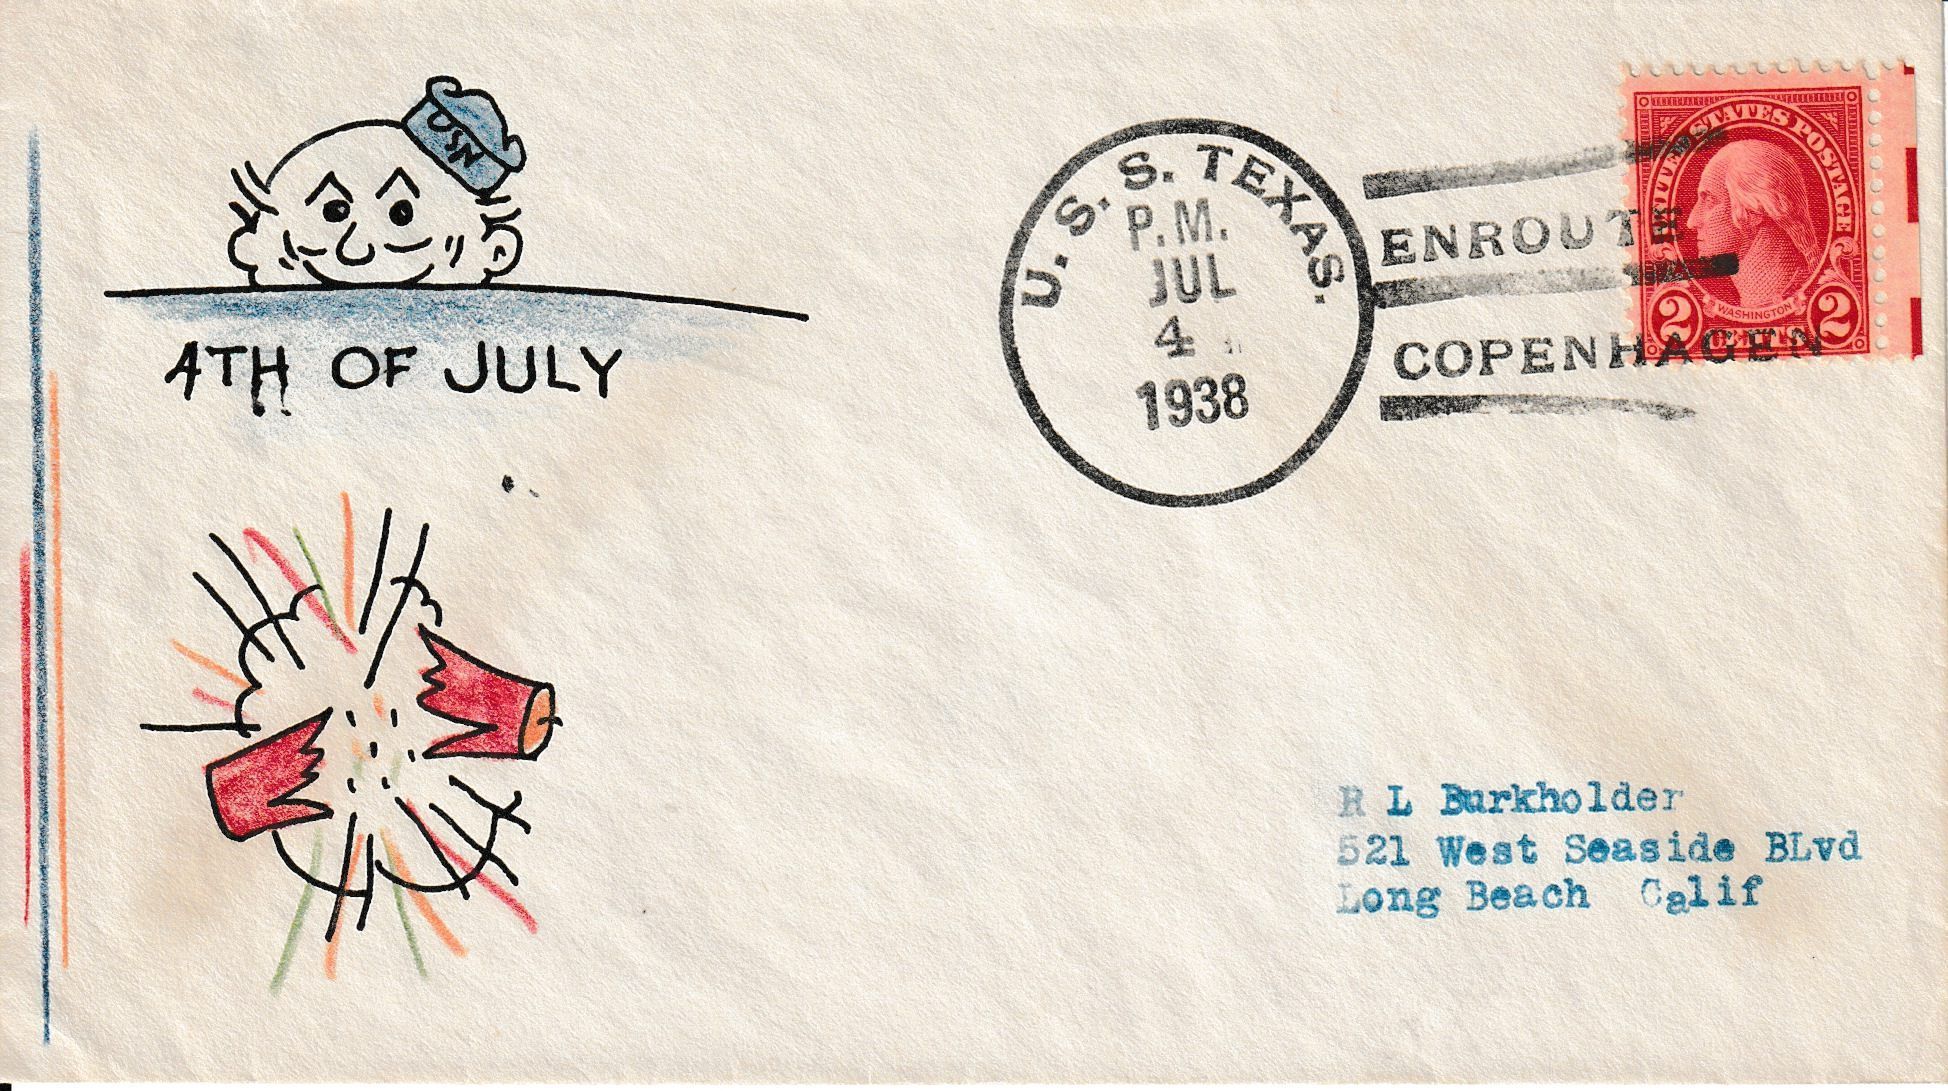 USN
4TH OF JULY
U. S. S. TEXAS.
P.M.
JUL
4
1938
ENROUTE
COPENHAGEN
UNITED STATES POSTAGE
WASHINGTON
2 CENTS 2
R L Burkholder
521 West Seaside BLvd
Long Beach Calif